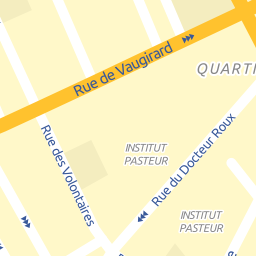 Rue de Vaugirard
QUARTI
Rue des Volontaires
INSTITUT
PASTEUR
Rue du Docteur Roux
INSTITUT
PASTEUR